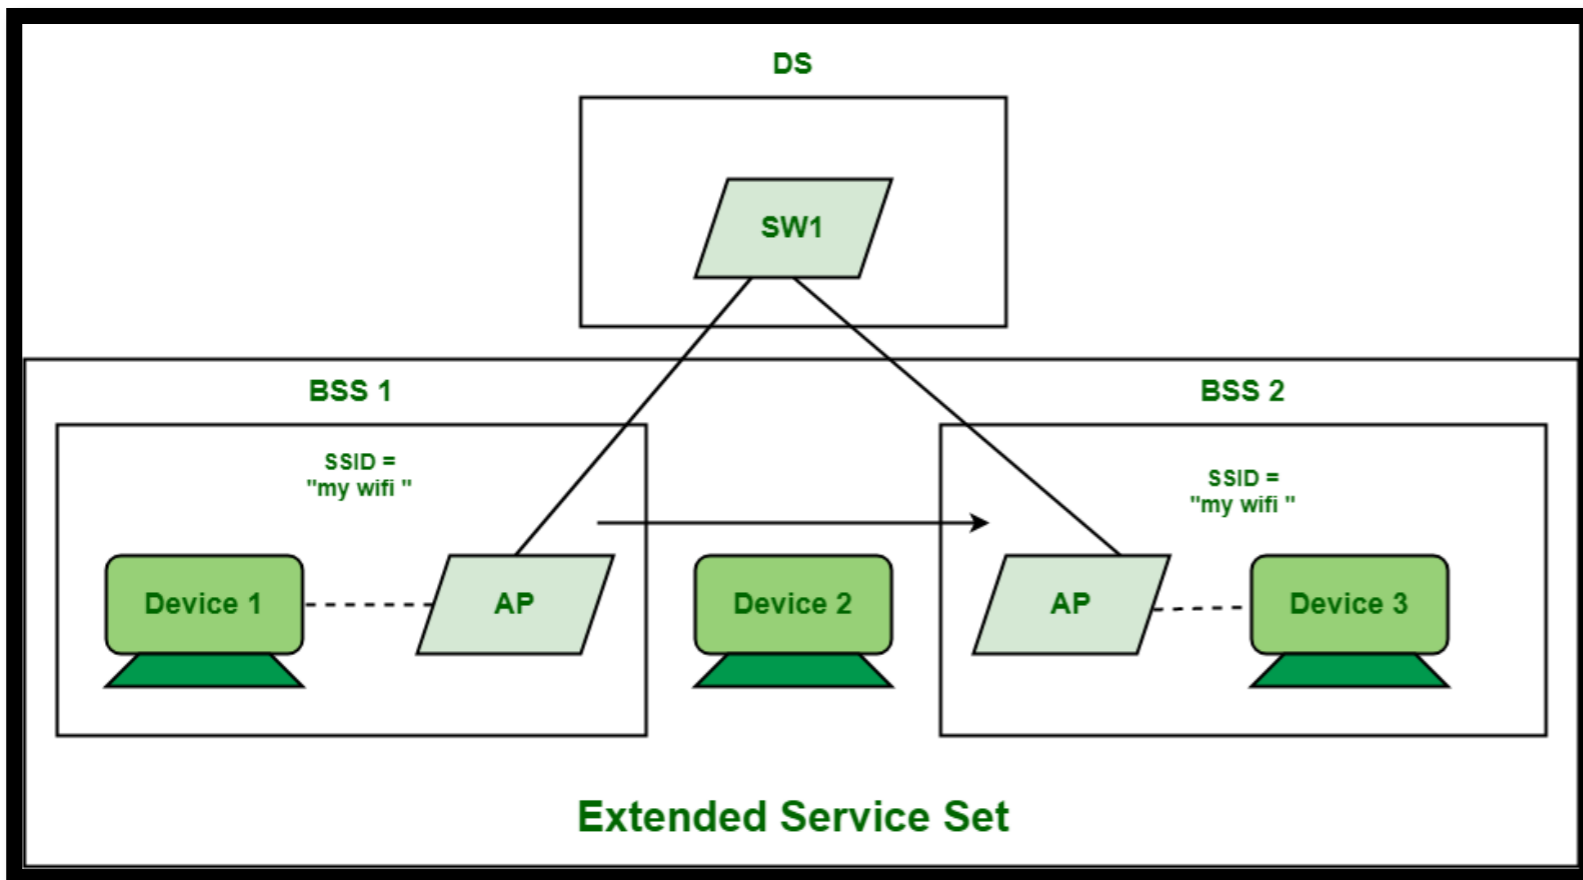 DS
SW1
BSS 1
BSS 2
SSID =
"my wifi "
SSID =
"my wifi "
Device 1
AP
Device 2
AP
Device 3
Extended Service Set